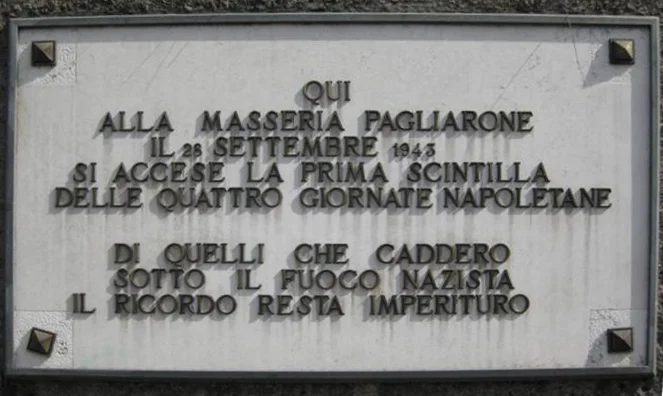 QUI
ALLA MASSERIA PAGLIARONE
IL 28 SETTEMBRE 1943
SI ACCESE LA PRIMA SCINTILLA
DELLE QUATTRO GIORNATE NAPOLETANE
DI QUELLI CHE CADDERO
SOTTO IL FUOCO NAZISTA
IL RICORDO RESTA IMPERITURO